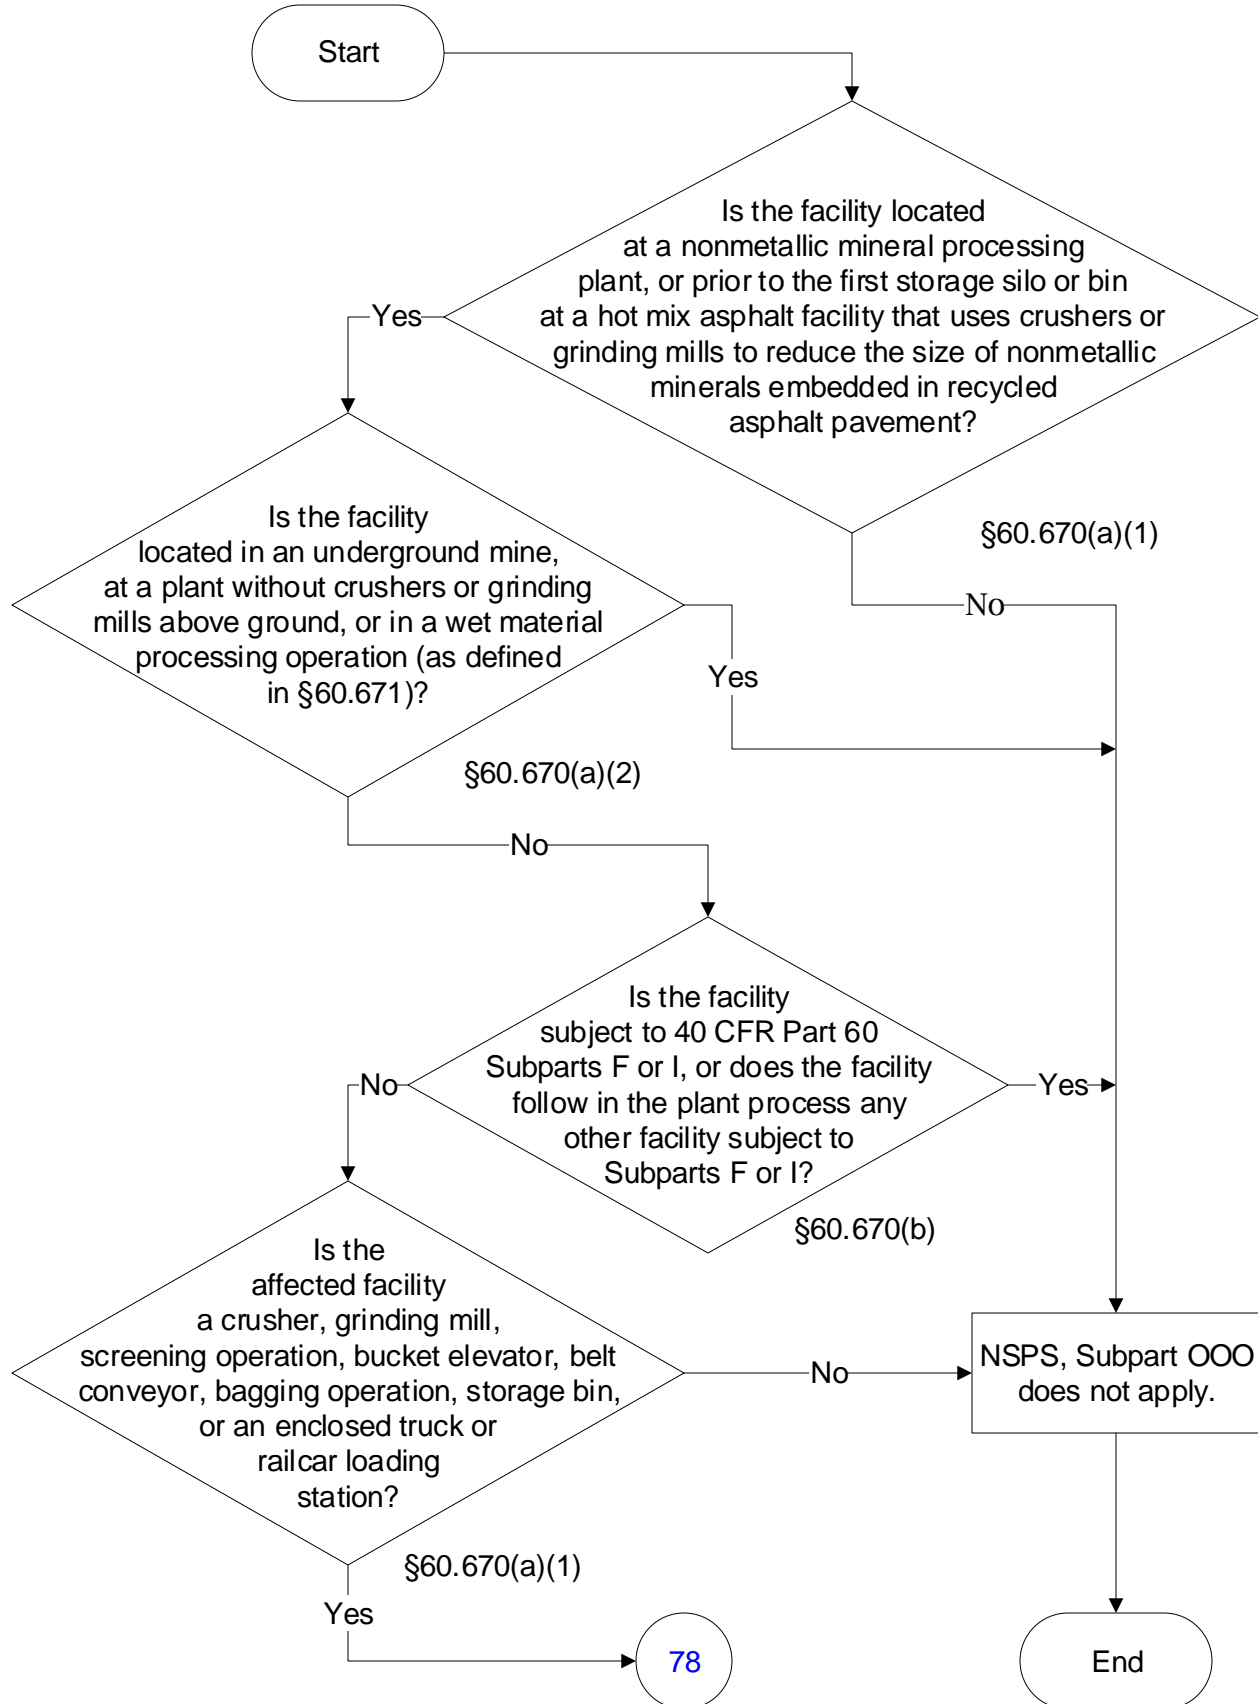 Start
Is the facility located
at a nonmetallic mineral processing
plant, or prior to the first storage silo or bin
at a hot mix asphalt facility that uses crushers or
grinding mills to reduce the size of nonmetallic
minerals embedded in recycled
asphalt pavement?
Yes
§60.670(a)(1)
No
Is the facility
located in an underground mine,
at a plant without crushers or grinding
mills above ground, or in a wet material
processing operation (as defined
in §60.671)?
Yes
§60.670(a)(2)
No
Is the facility
subject to 40 CFR Part 60
Subparts F or I, or does the facility
follow in the plant process any
other facility subject to
Subparts F or I?
No
Yes
§60.670(b)
Is the
affected facility
a crusher, grinding mill,
screening operation, bucket elevator, belt
conveyor, bagging operation, storage bin,
or an enclosed truck or
railcar loading
station?
No
NSPS, Subpart OOO
does not apply.
§60.670(a)(1)
Yes
78
End